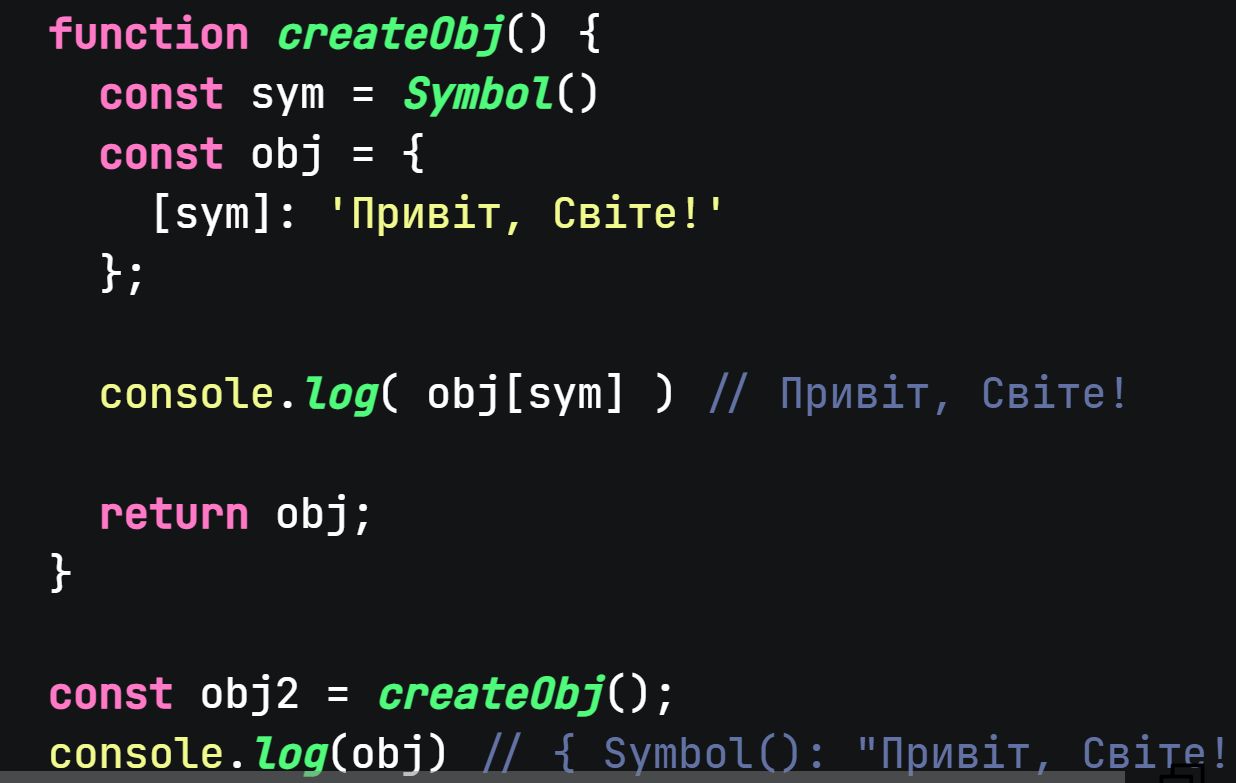 function createObj() {
const sym = Symbol()
const obj = {
[sym]: 'Привіт, Світе!'
};
console.log( obj[sym] ) // Привіт, Світе!
return obj;
}
const obj2 = createObj();
console.log(obj) // { Symbol(): "Привіт, Світе!